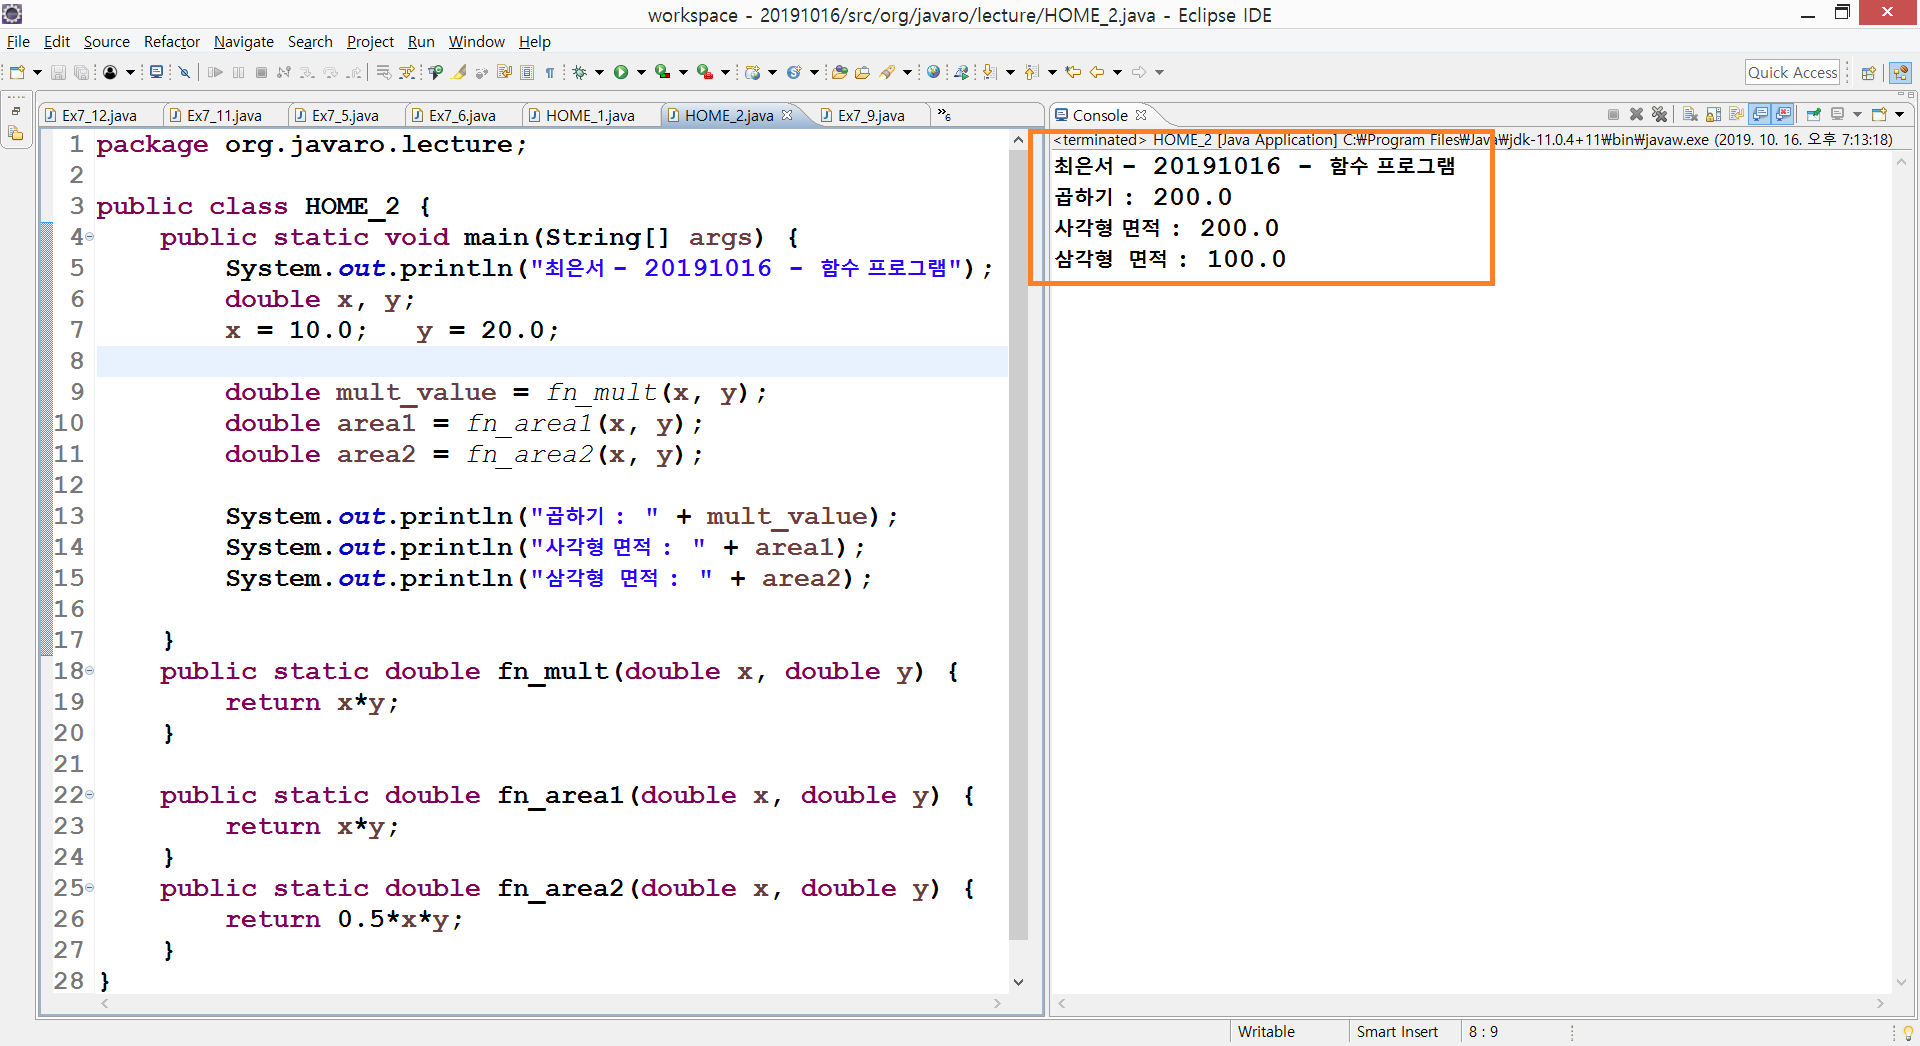 workspace - 20191016/src/org/javaro/lecture/HOME_2.java - Eclipse IDE
File Edit Source Refactor Navigate Search Project Run Window Help
Quick Access
Ex7_12.java Ex7_11.java Ex7_5.java Ex7_6.java HOME_1.java HOME_2.java Ex7_9.java »6
1 package org.javaro.lecture;
2
3 public class HOME_2 {
4 public static void main(String[] args) {
5 System.out.println("최은서 - 20191016 - 함수 프로그램");
6 double x, y;
7 x = 10.0; y = 20.0;
8
9 double mult_value = fn_mult(x, y);
10 double area1 = fn_area1(x, y);
11 double area2 = fn_area2(x, y);
12
13 System.out.println("곱하기 : " + mult_value);
14 System.out.println("사각형 면적 : " + area1);
15 System.out.println("삼각형 면적 : " + area2);
16
17 }
18 public static double fn_mult(double x, double y) {
19 return x*y;
20 }
21
22 public static double fn_area1(double x, double y) {
23 return x*y;
24 }
25 public static double fn_area2(double x, double y) {
26 return 0.5*x*y;
27 }
28 }
Console
<terminated> HOME_2 [Java Application] C:₩Program Files₩Java₩jdk-11.0.4+11₩bin₩javaw.exe (2019. 10. 16. 오후 7:13:18)
최은서 - 20191016 - 함수 프로그램
곱하기 : 200.0
사각형 면적 : 200.0
삼각형 면적 : 100.0
Writable Smart Insert 8 : 9